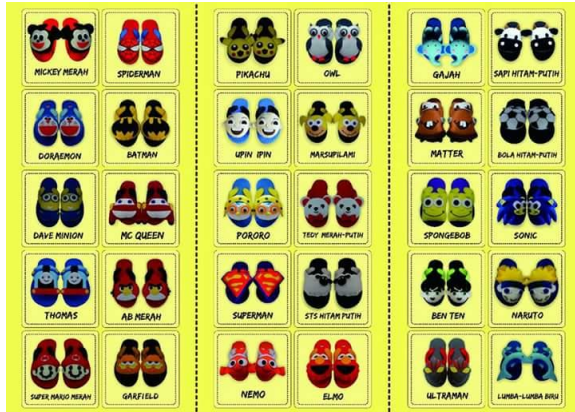 MICKEY MERAH
SPIDERMAN
DORAEMON
BATMAN
DAVE MINION
MC QUEEN
THOMAS
AB MERAH
SUPER MARIO MERAH
GARFIELD
PIKACHU
OWL
UPIN IPIN
MARSUPILAMI
PORORO
TEDY MERAH-PUTIH
SUPERMAN
STS HITAM PUTIH
NEMO
ELMO
GAJAH
SAPI HITAM-PUTIH
MATTER
BOLA HITAM-PUTIH
SPONGEBOB
SONIC
BEN TEN
NARUTO
ULTRAMAN
LUMBA-LUMBA BIRU